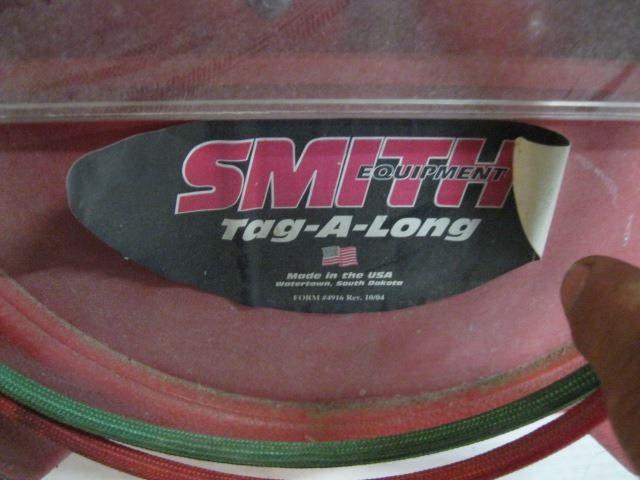 SMITH
EQUIPMENT
Tag-A-Long
Made in the USA
Watertown, South Dakota
FORM #4916 Rev. 10/04